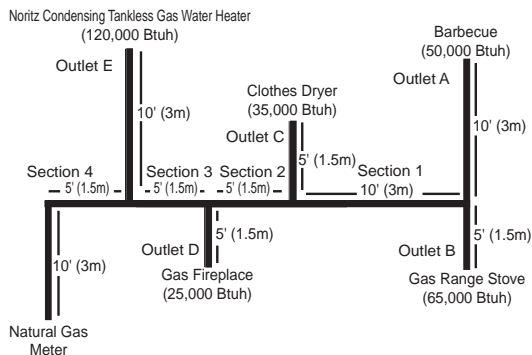 Noritz Condensing Tankless Gas Water Heater
(120,000 Btuh)
Outlet E
10' (3m)
Barbecue
(50,000 Btuh)
Outlet A
10' (3m)
Clothes Dryer
(35,000 Btuh)
Outlet C
5' (1.5m)
Section 4
5' (1.5m)
Section 3
5' (1.5m)
Section 2
5' (1.5m)
Section 1
10' (3m)
10' (3m)
Natural Gas
Meter
5' (1.5m)
Outlet D
Gas Fireplace
(25,000 Btuh)
5' (1.5m)
Outlet B
Gas Range Stove
(65,000 Btuh)